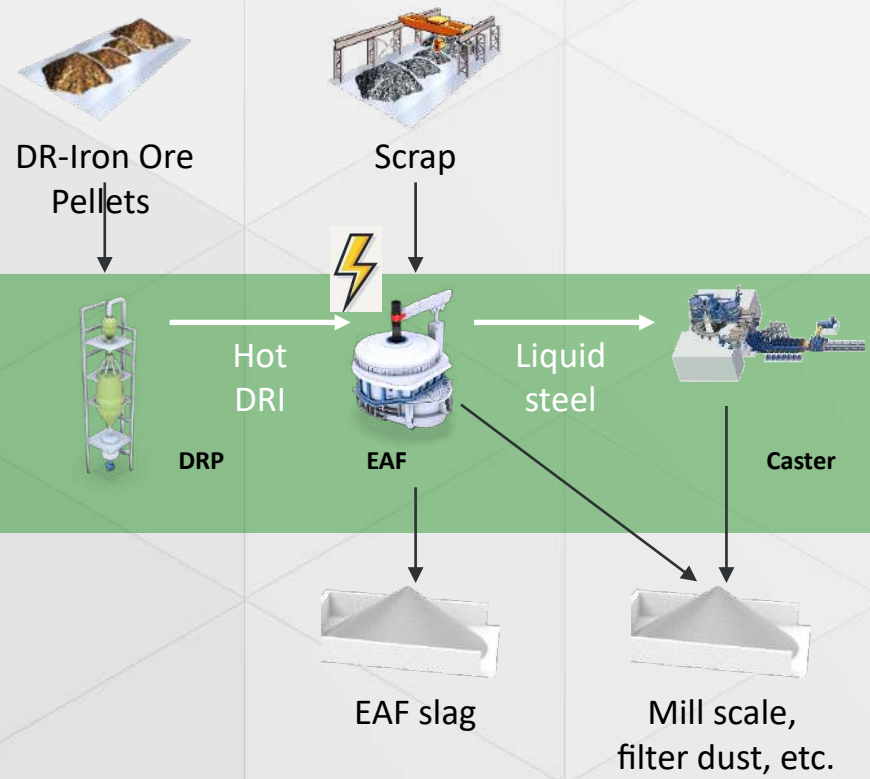 DR-Iron Ore
Pellets
Scrap
Hot
DRI
Liquid
steel
DRP
EAF
Caster
EAF slag
Mill scale,
filter dust, etc.